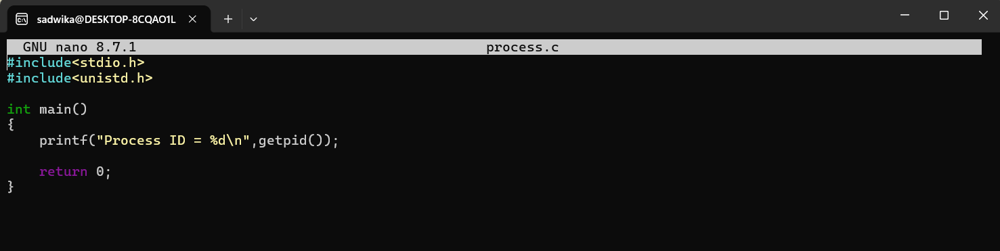 sadwika@DESKTOP-8CQAO1L
GNU nano 8.7.1 process.c
#include<stdio.h>
#include<unistd.h>
int main()
{
    printf("Process ID = %d\n",getpid());
    return 0;
}